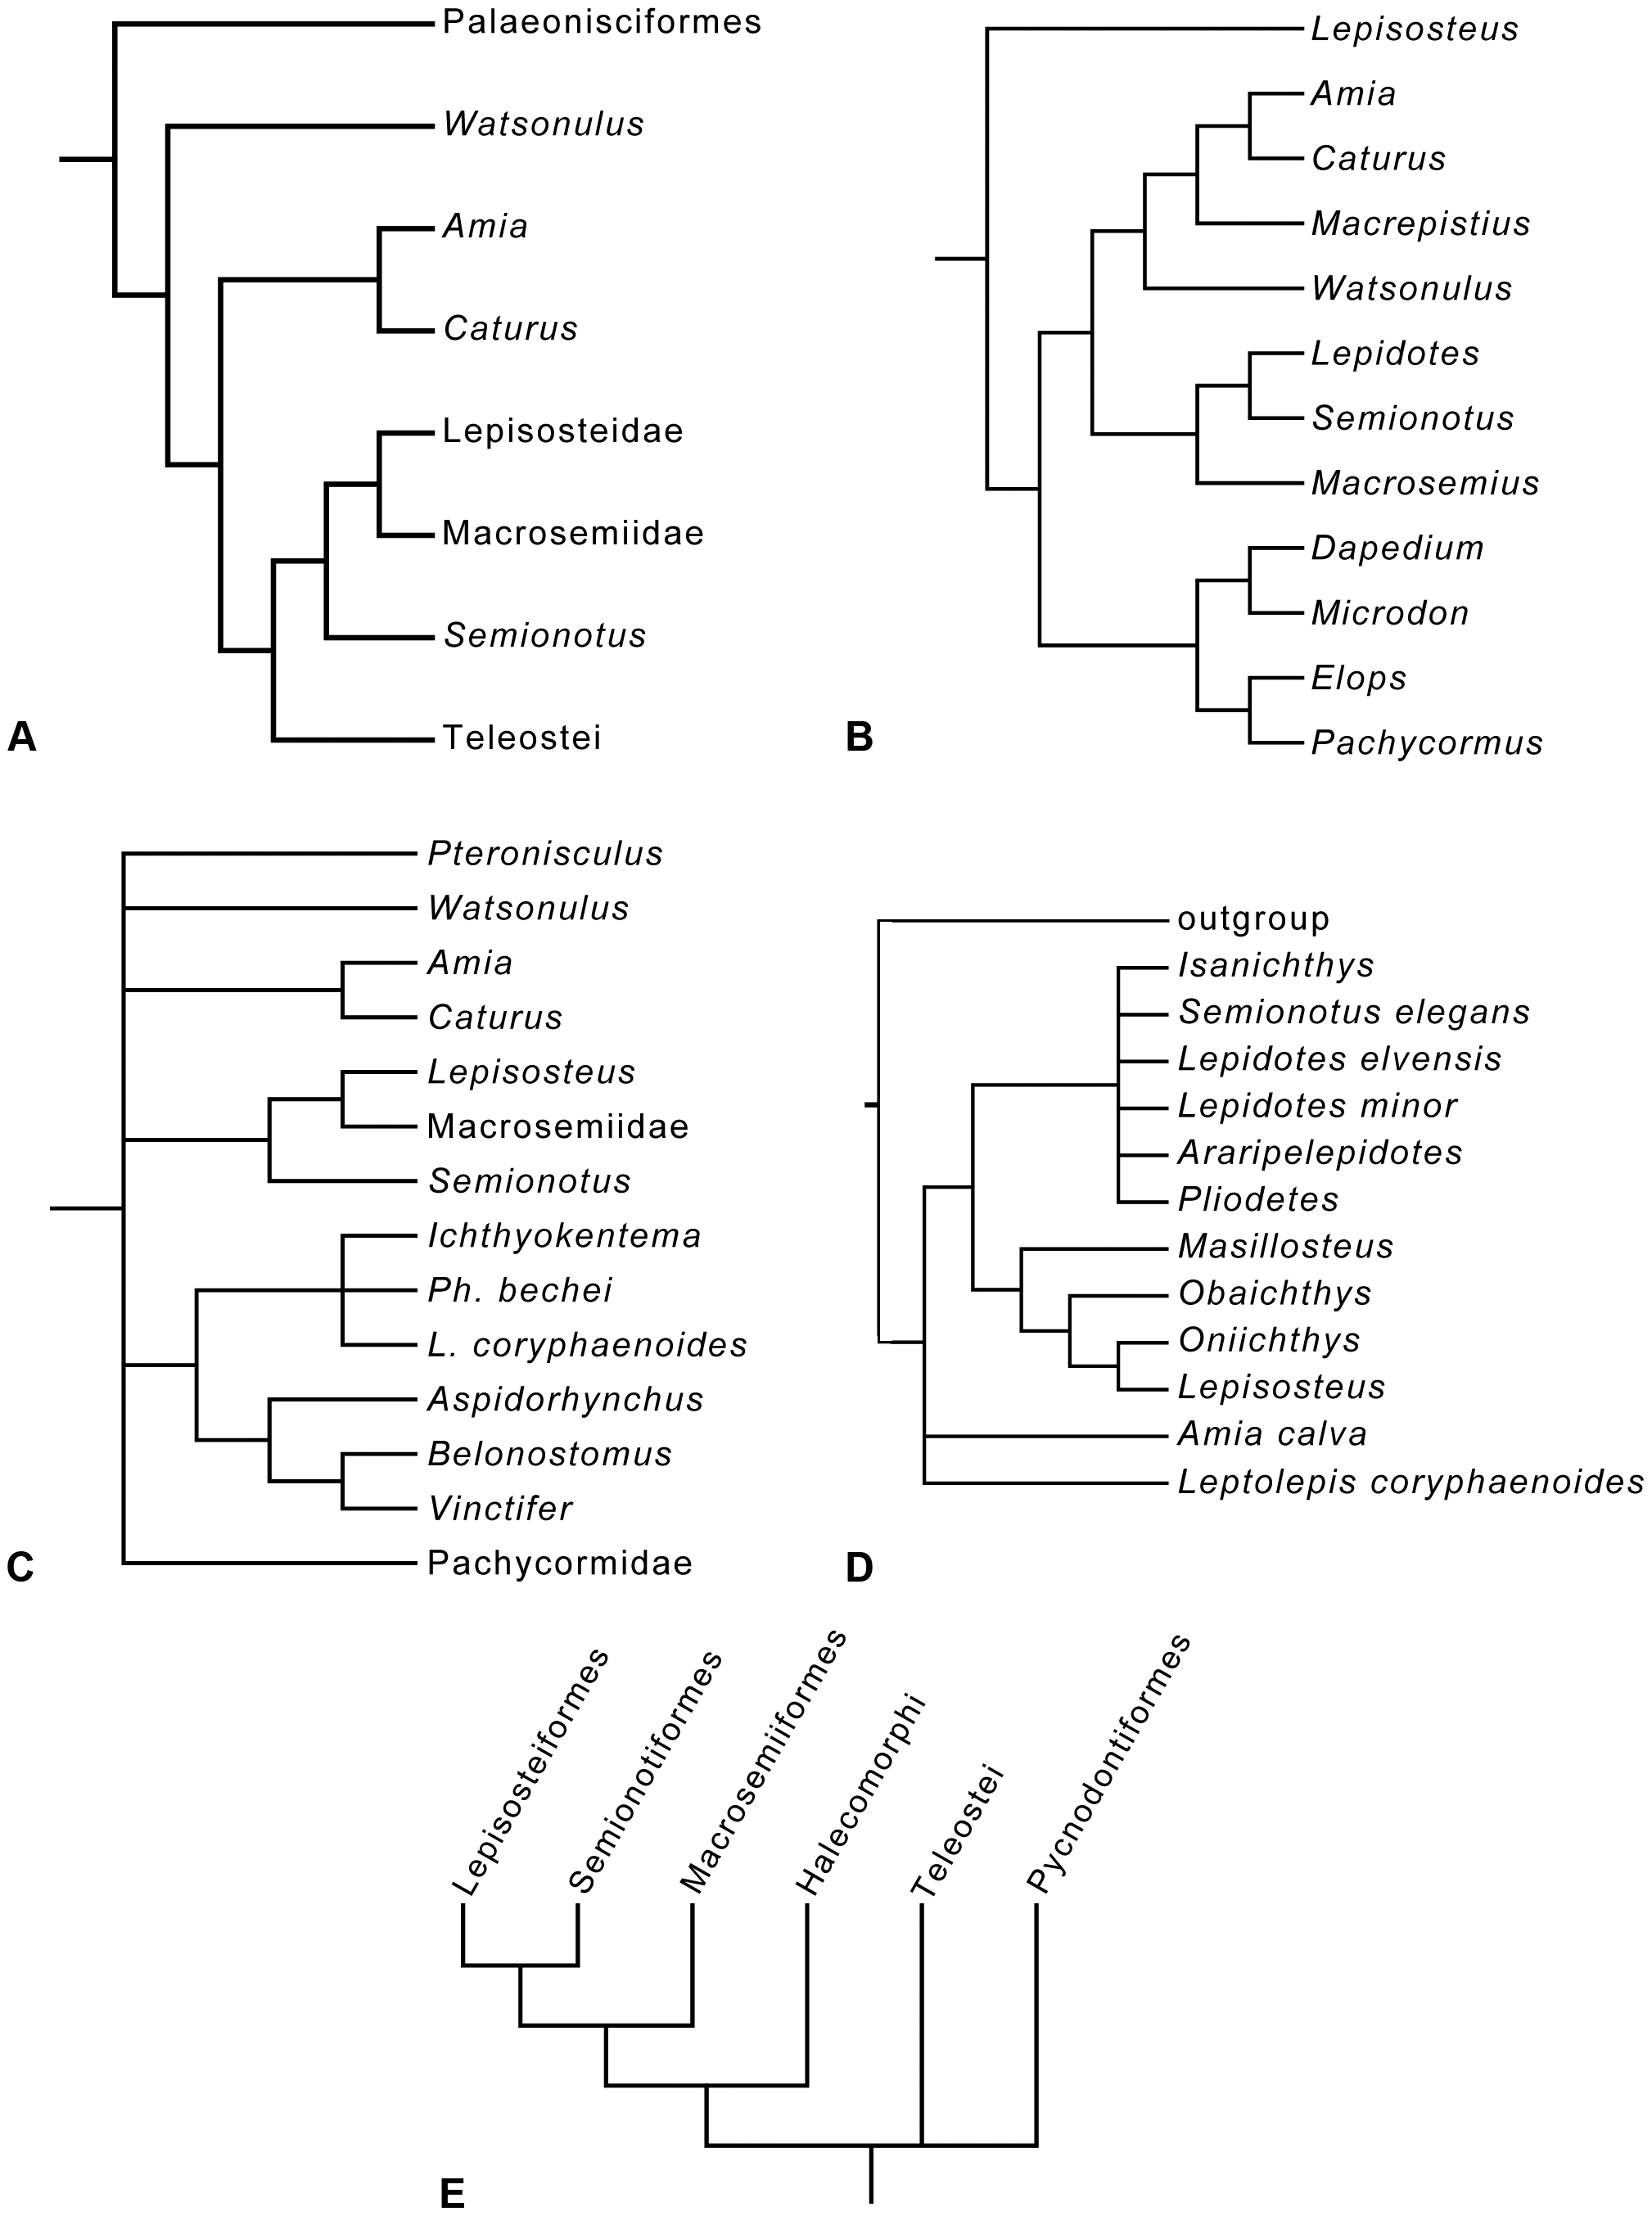 Palaeonisciformes
Watsonulus
Amia
Caturus
Lepisosteidae
Macrosemiidae
Semionotus
Teleostei
A
Lepisosteus
Amia
Caturus
Macrepistius
Watsonulus
Lepidotes
Semionotus
Macrosemius
Dapedium
Microdon
Elops
Pachycormus
B
Pteronisculus
Watsonulus
Amia
Caturus
Lepisosteus
Macrosemiidae
Semionotus
Ichthyokentema
Ph. bechei
L. coryphaenoides
Aspidorhynchus
Belonostomus
Vinctifer
Pachycormidae
C
outgroup
Isanichthys
Semionotus elegans
Lepidotes elvensis
Lepidotes minor
Araripelepidotes
Pliodetes
Masillosteus
Obaichthys
Oniichthys
Lepisosteus
Amia calva
Leptolepis coryphaenoides
D
Lepisosteiformes
Semionotiformes
Macrosemiiformes
Halecomorphi
Teleostei
Pycnodontiformes
E